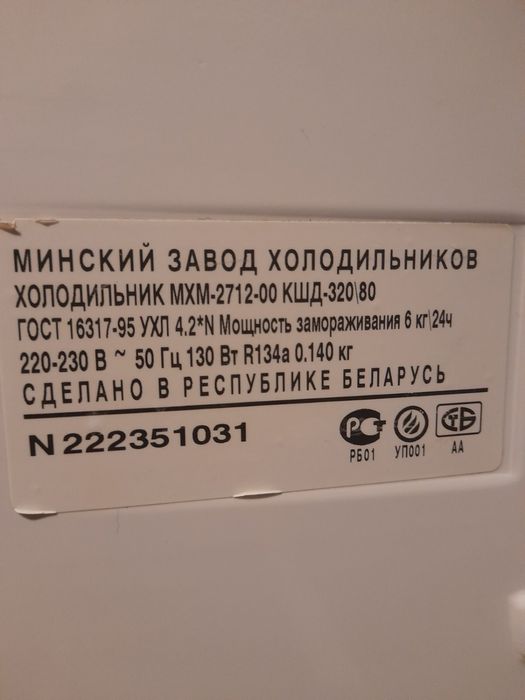 МИНСКИЙ ЗАВОД ХОЛОДИЛЬНИКОВ
ХОЛОДИЛЬНИК МХМ-2712-00 КШД-320\80
ГОСТ 16317-95 УХЛ 4.2*N Мощность замораживания 6 кг\24ч
220-230 В ~ 50 Гц 130 Вт R134a 0.140 кг
СДЕЛАНО В РЕСПУБЛИКЕ БЕЛАРУСЬ
N 222351031
РСТ СТБ
РБ01 УП001 АА